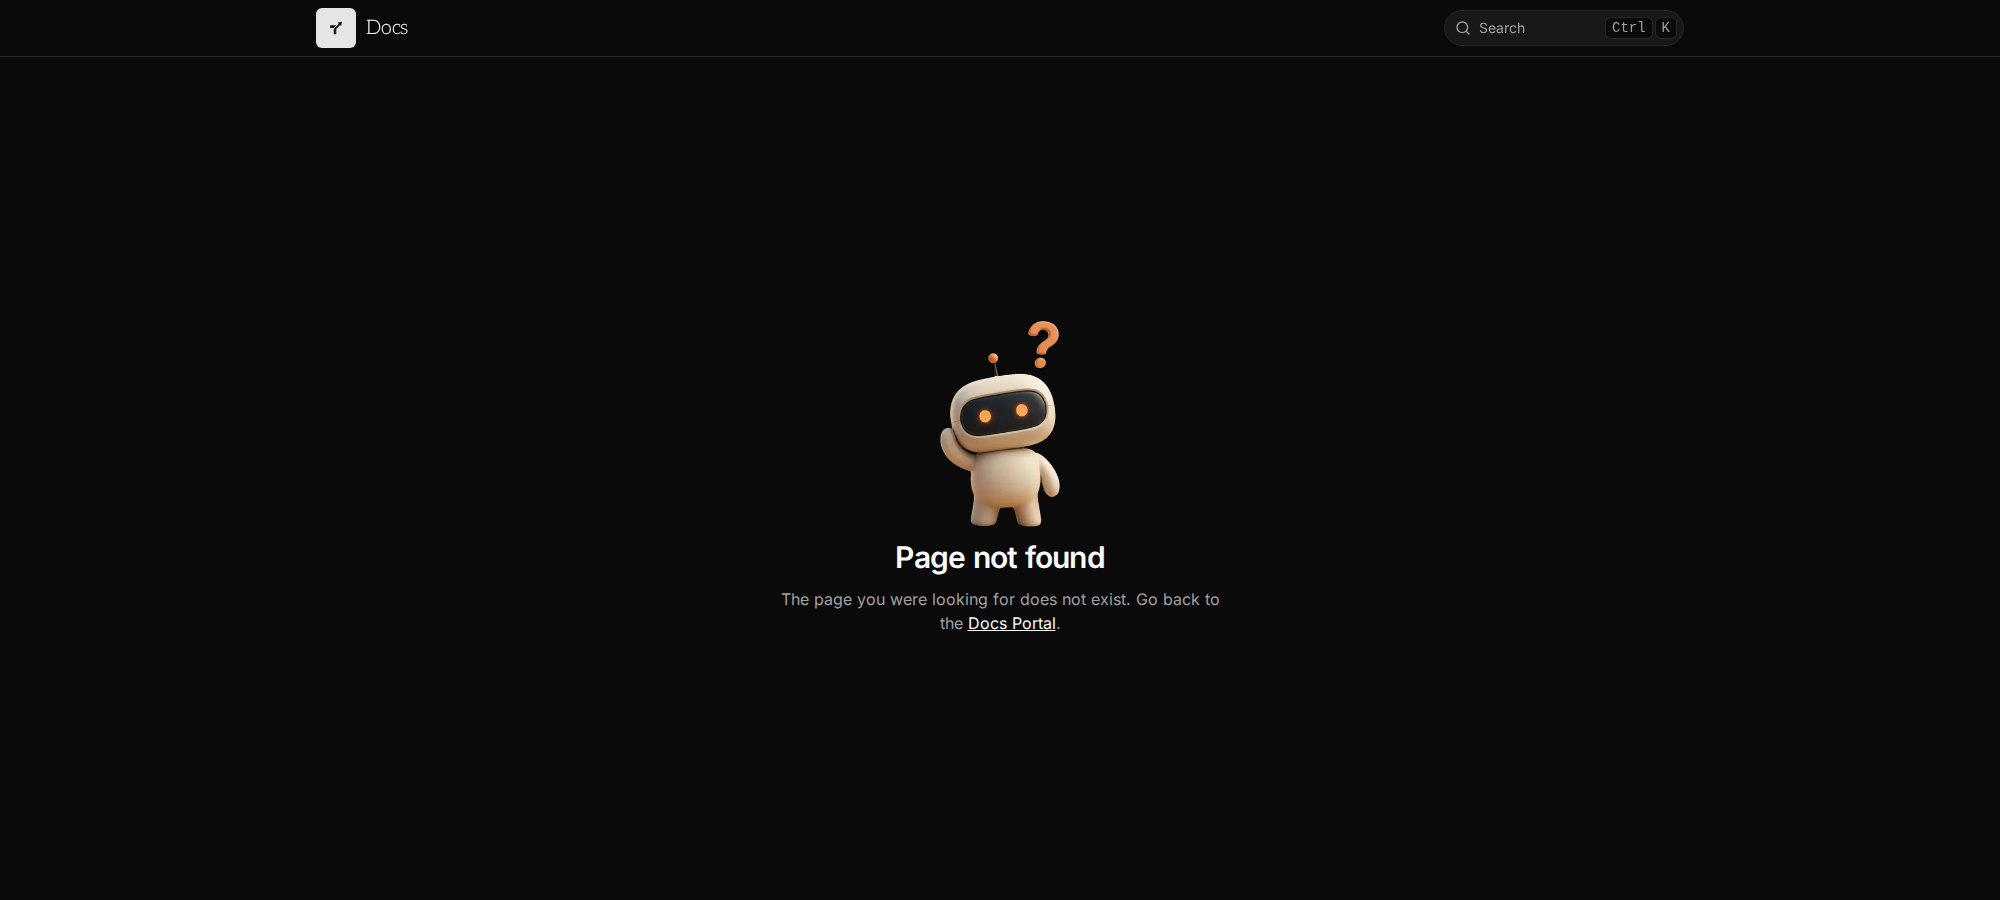 Docs
Search Ctrl K
?
Page not found
The page you were looking for does not exist. Go back to
the Docs Portal.